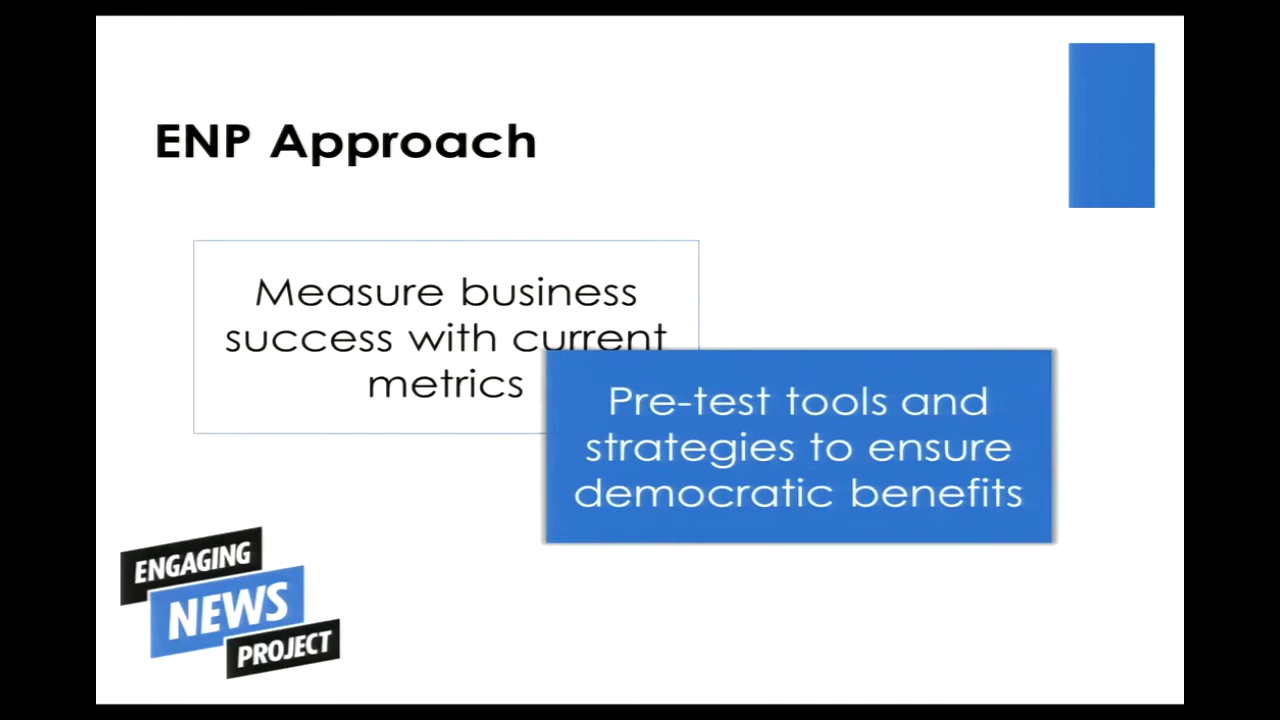 ENP Approach
Measure business
success with current
metrics
Pre-test tools and
strategies to ensure
democratic benefits
ENGAGING
NEWS
PROJECT